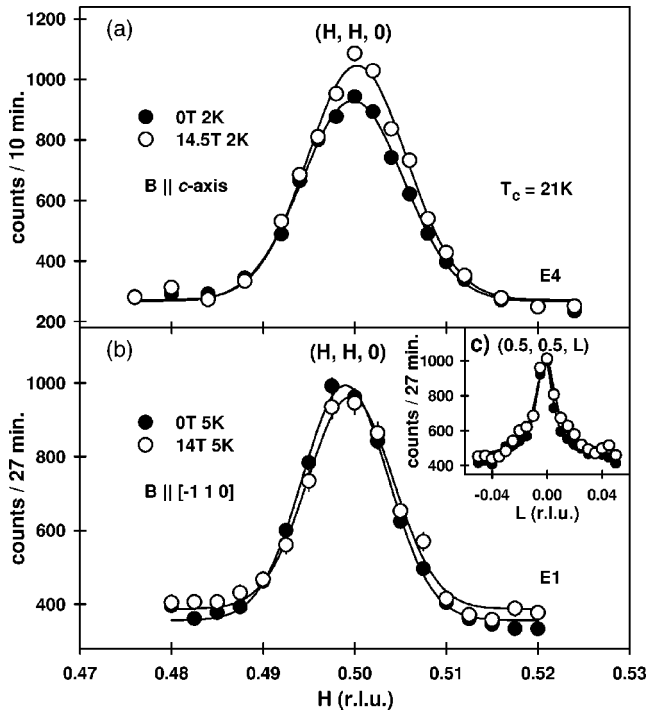 (a)
(H, H, 0)
1200
1000
800
600
400
200
counts / 10 min.
0T 2K
14.5T 2K
B || c-axis
T_c = 21K
E4
(b)
(H, H, 0)
1000
800
600
400
counts / 27 min.
0T 5K
14T 5K
B || [-1 1 0]
E1
c)
(0.5, 0.5, L)
1000
800
600
400
counts / 27 min.
-0.04
0.00
0.04
L (r.l.u.)
0.47
0.48
0.49
0.50
0.51
0.52
0.53
H (r.l.u.)